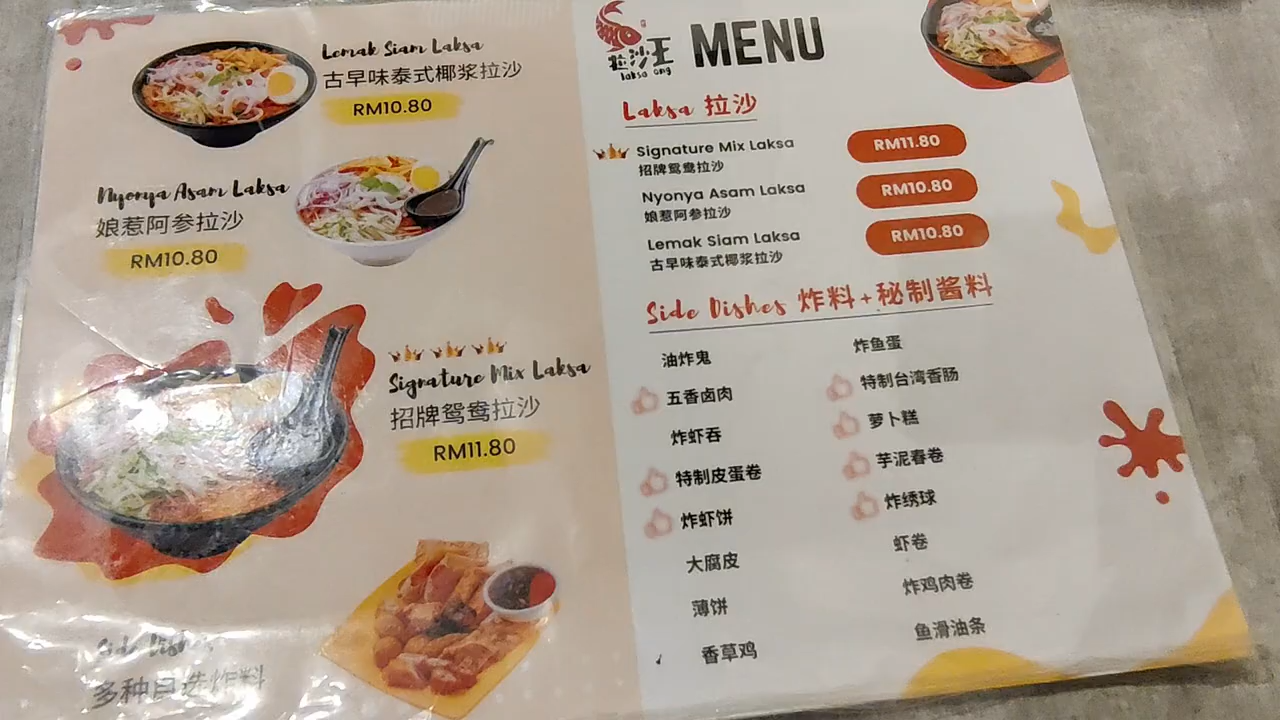 Lemak Siam Laksa
古早味泰式椰浆拉沙
RM10.80
Nyonya Asam Laksa
娘惹阿参拉沙
RM10.80
Signature Mix Laksa
招牌鸳鸯拉沙
RM11.80
Side Dishes
多种自选炸料
拉沙王
laksa ong
MENU
Laksa 拉沙
Signature Mix Laksa
招牌鸳鸯拉沙
RM11.80
Nyonya Asam Laksa
娘惹阿参拉沙
RM10.80
Lemak Siam Laksa
古早味泰式椰浆拉沙
RM10.80
Side Dishes 炸料+秘制酱料
油炸鬼
五香卤肉
炸虾吞
特制皮蛋卷
炸虾饼
大腐皮
薄饼
香草鸡
炸鱼蛋
特制台湾香肠
萝卜糕
芋泥春卷
炸绣球
虾卷
炸鸡肉卷
鱼滑油条